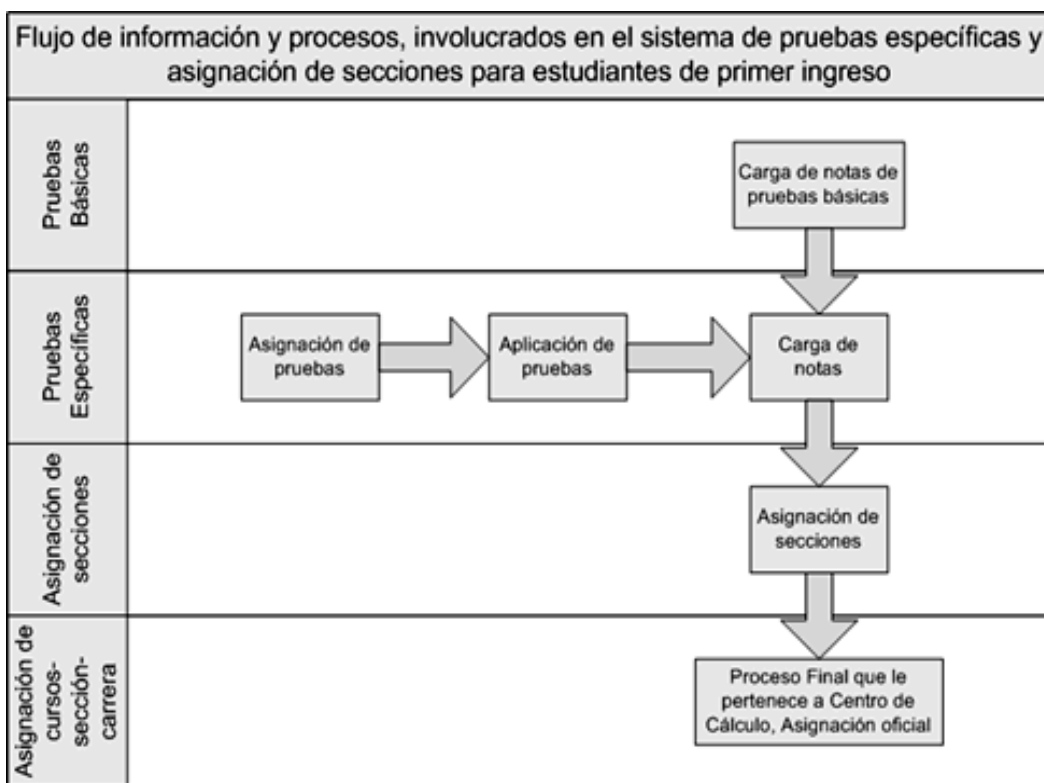 Flujo de información y procesos, involucrados en el sistema de pruebas específicas y
asignación de secciones para estudiantes de primer ingreso
Pruebas
Básicas
Carga de notas de
pruebas básicas
Pruebas
Específicas
Asignación de
pruebas
Aplicación de
pruebas
Carga de
notas
Asignación de
secciones
Asignación de
secciones
Asignación de
cursos-
sección-
carrera
Proceso Final que le
pertenece a Centro de
Cálculo, Asignación oficial